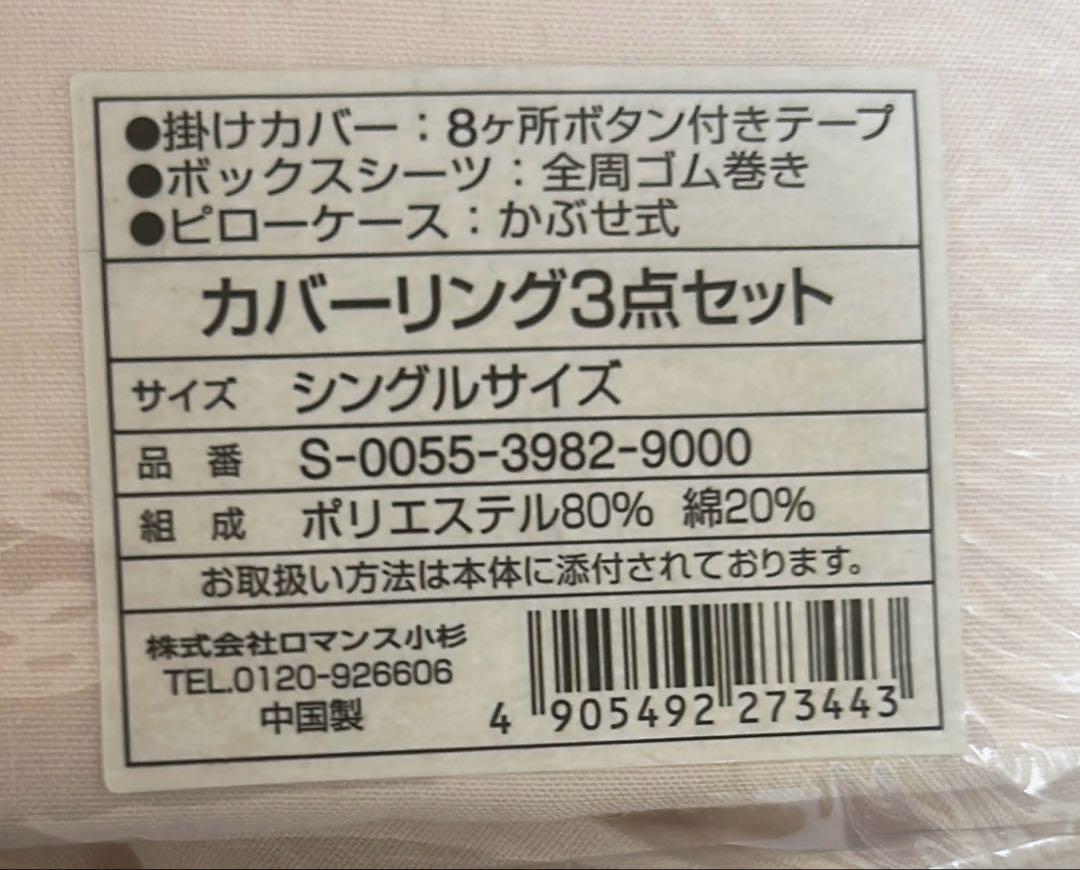 ●掛けカバー：8ヶ所ボタン付きテープ
●ボックスシーツ：全周ゴム巻き
●ピローケース：かぶせ式
カバーリング3点セット
サイズ シングルサイズ
品番 S-0055-3982-9000
組成 ポリエステル80% 綿20%
お取扱い方法は本体に添付されております。
株式会社ロマンス小杉
TEL.0120-926606
中国製
4 905492 273443